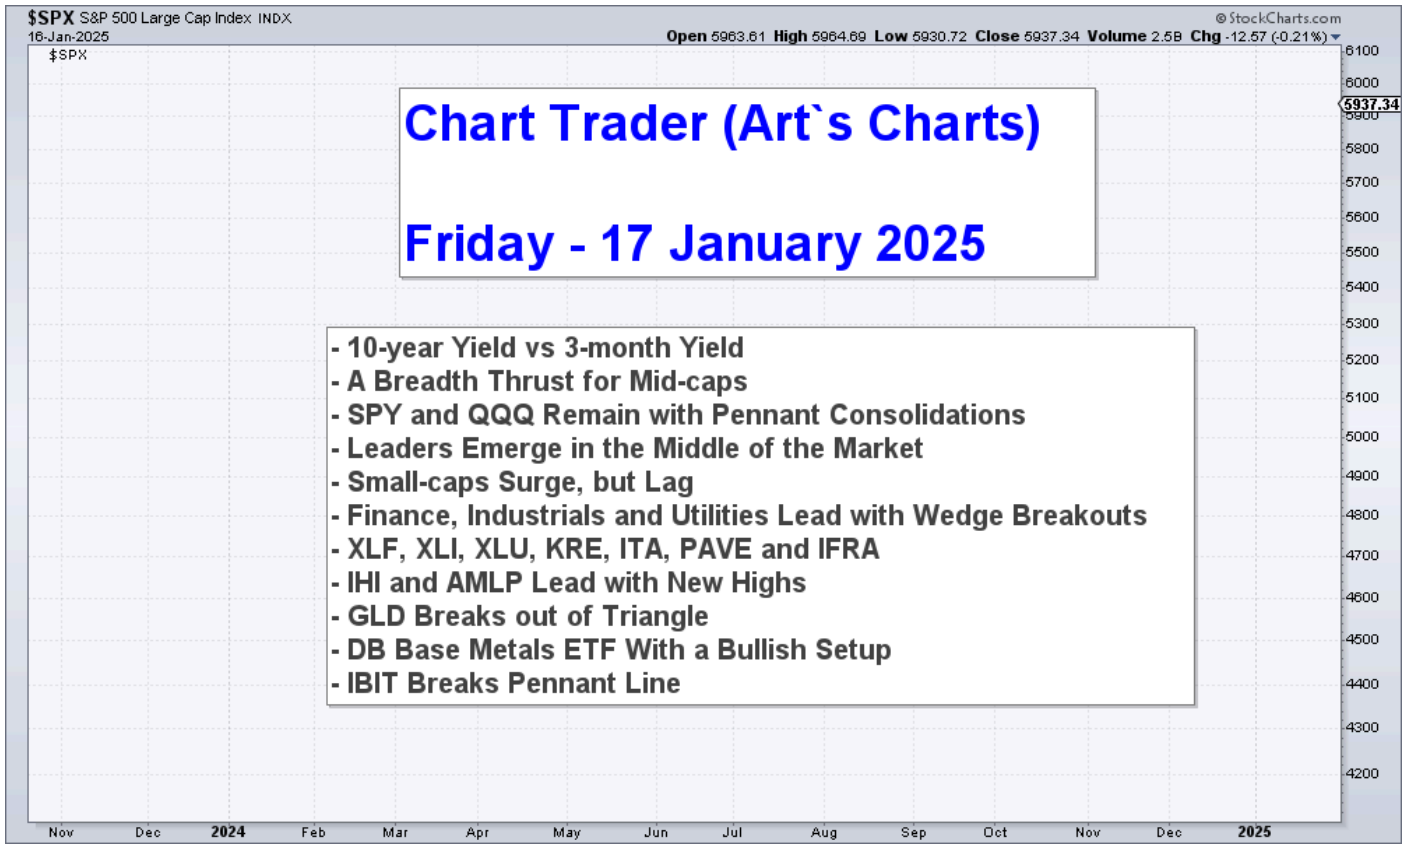 $SPX S&P 500 Large Cap Index INDX
© StockCharts.com
16-Jan-2025
Open 5963.61 High 5964.69 Low 5930.72 Close 5937.34 Volume 2.5B Chg -12.57 (-0.21%)
$SPX
Chart Trader (Art`s Charts)
Friday - 17 January 2025
- 10-year Yield vs 3-month Yield
- A Breadth Thrust for Mid-caps
- SPY and QQQ Remain with Pennant Consolidations
- Leaders Emerge in the Middle of the Market
- Small-caps Surge, but Lag
- Finance, Industrials and Utilities Lead with Wedge Breakouts
- XLF, XLI, XLU, KRE, ITA, PAVE and IFRA
- IHI and AMLP Lead with New Highs
- GLD Breaks out of Triangle
- DB Base Metals ETF With a Bullish Setup
- IBIT Breaks Pennant Line
6100
6000
5937.34
5900
5800
5700
5600
5500
5400
5300
5200
5100
5000
4900
4800
4700
4600
4500
4400
4300
4200
Nov Dec 2024 Feb Mar Apr May Jun Jul Aug Sep Oct Nov Dec 2025